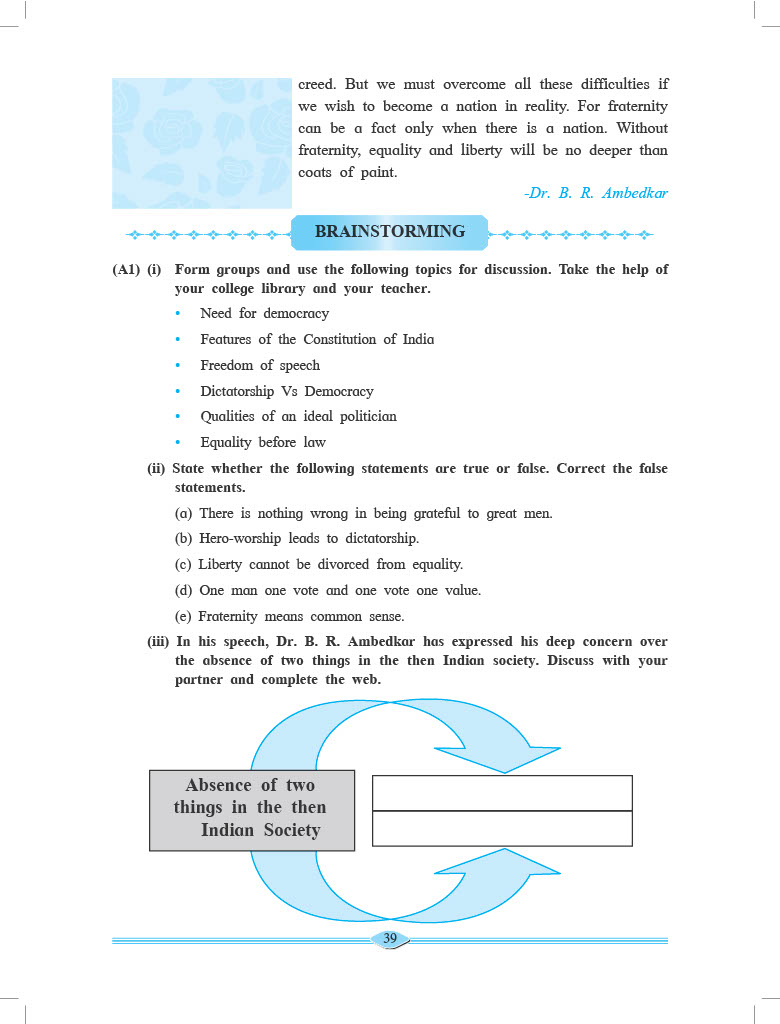 creed. But we must overcome all these difficulties if
we wish to become a nation in reality. For fraternity
can be a fact only when there is a nation. Without
fraternity, equality and liberty will be no deeper than
coats of paint.
-Dr. B. R. Ambedkar
BRAINSTORMING
(A1) (i) Form groups and use the following topics for discussion. Take the help of
your college library and your teacher.
• Need for democracy
• Features of the Constitution of India
• Freedom of speech
• Dictatorship Vs Democracy
• Qualities of an ideal politician
• Equality before law
(ii) State whether the following statements are true or false. Correct the false
statements.
(a) There is nothing wrong in being grateful to great men.
(b) Hero-worship leads to dictatorship.
(c) Liberty cannot be divorced from equality.
(d) One man one vote and one vote one value.
(e) Fraternity means common sense.
(iii) In his speech, Dr. B. R. Ambedkar has expressed his deep concern over
the absence of two things in the then Indian society. Discuss with your
partner and complete the web.
Absence of two
things in the then
Indian Society
39